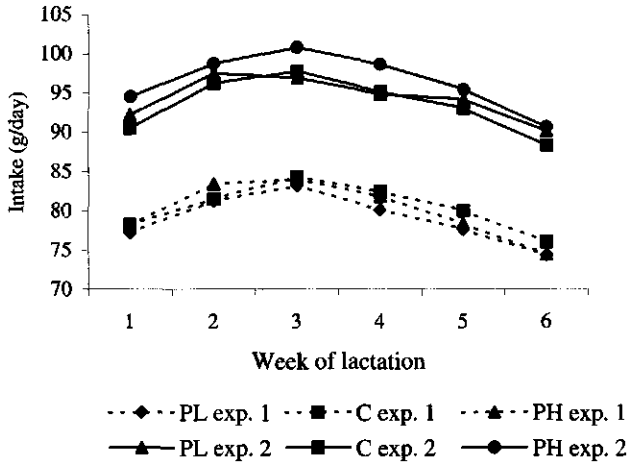 105
100
95
90
85
80
75
70
Intake (g/day)
1 2 3 4 5 6
Week of lactation
PL exp. 1 C exp. 1 PH exp. 1
PL exp. 2 C exp. 2 PH exp. 2